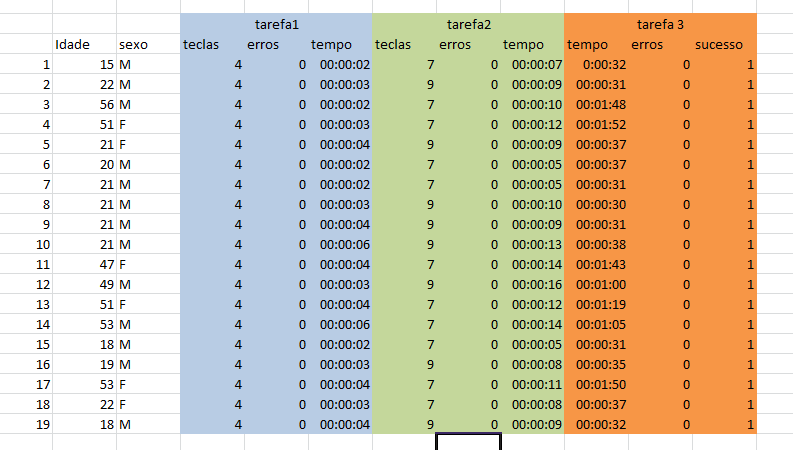 tarefa1 tarefa2 tarefa 3
Idade sexo teclas erros tempo teclas erros tempo tempo erros sucesso
1 15 M 4 0 00:00:02 7 0 00:00:07 0:00:32 0 1
2 22 M 4 0 00:00:03 9 0 00:00:09 00:00:31 0 1
3 56 M 4 0 00:00:02 7 0 00:00:10 00:01:48 0 1
4 51 F 4 0 00:00:03 7 0 00:00:12 00:01:52 0 1
5 21 F 4 0 00:00:04 9 0 00:00:09 00:00:37 0 1
6 20 M 4 0 00:00:02 7 0 00:00:05 00:00:37 0 1
7 21 M 4 0 00:00:02 7 0 00:00:05 00:00:31 0 1
8 21 M 4 0 00:00:03 9 0 00:00:10 00:00:30 0 1
9 21 M 4 0 00:00:04 9 0 00:00:09 00:00:31 0 1
10 21 M 4 0 00:00:06 9 0 00:00:13 00:00:38 0 1
11 47 F 4 0 00:00:04 7 0 00:00:14 00:01:43 0 1
12 49 M 4 0 00:00:03 9 0 00:00:16 00:01:00 0 1
13 51 F 4 0 00:00:04 7 0 00:00:12 00:01:19 0 1
14 53 M 4 0 00:00:06 7 0 00:00:14 00:01:05 0 1
15 18 M 4 0 00:00:02 7 0 00:00:05 00:00:31 0 1
16 19 M 4 0 00:00:03 9 0 00:00:08 00:00:35 0 1
17 53 F 4 0 00:00:04 7 0 00:00:11 00:01:50 0 1
18 22 F 4 0 00:00:03 7 0 00:00:08 00:00:37 0 1
19 18 M 4 0 00:00:04 9 0 00:00:09 00:00:32 0 1